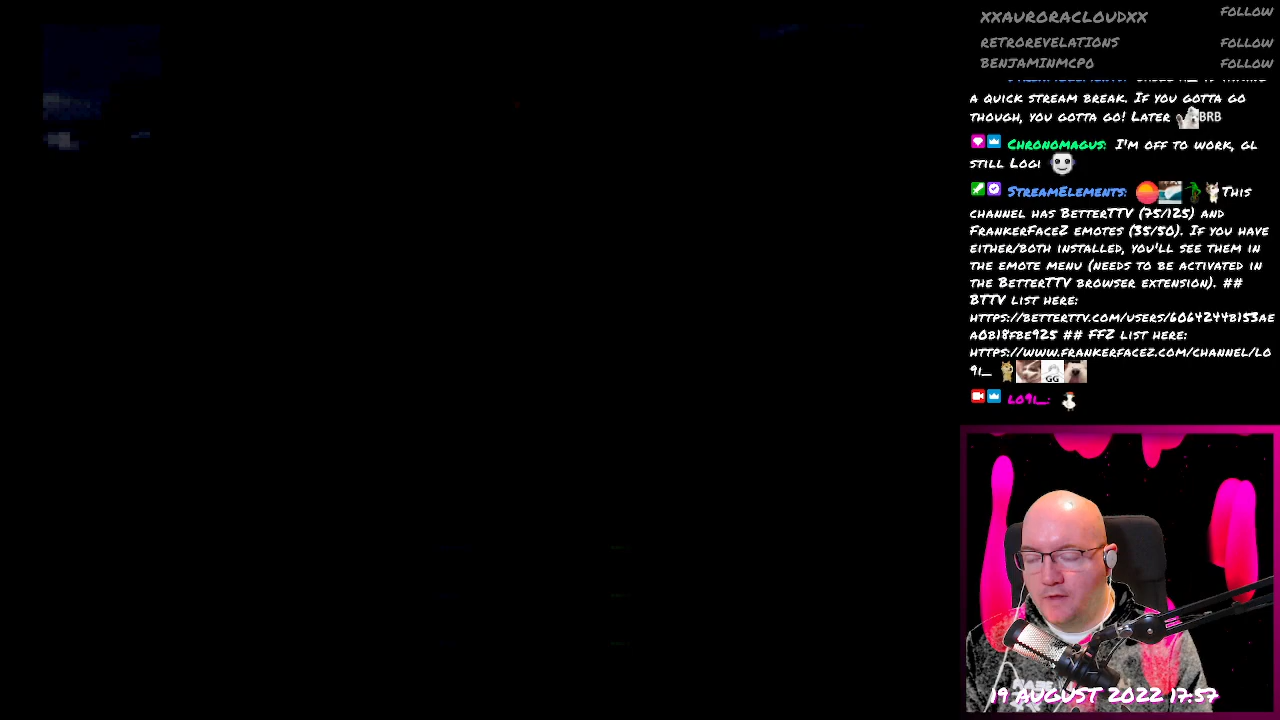 XXAURORACLOUDXX FOLLOW
RETROREVELATIONS FOLLOW
BENJAMINMCPO FOLLOW
STREAMELEMENTS:
A QUICK STREAM BREAK. IF YOU GOTTA GO
THOUGH, YOU GOTTA GO! LATER BRB
CHRONOMAGUS: I'M OFF TO WORK, GL
STILL LOGI
STREAMELEMENTS: THIS
CHANNEL HAS BETTERTTV (75/125) AND
FRANKERFACEZ EMOTES (35/50). IF YOU HAVE
EITHER/BOTH INSTALLED, YOU'LL SEE THEM IN
THE EMOTE MENU (NEEDS TO BE ACTIVATED IN
THE BETTERTTV BROWSER EXTENSION). ##
BTTV LIST HERE:
HTTPS://BETTERTTV.COM/USERS/6064244B153AE
A0B18FBE925 ## FFZ LIST HERE:
HTTPS://WWW.FRANKERFACEZ.COM/CHANNEL/LO
9I_ GG
LO9I_:
19 AUGUST 2022 17:57